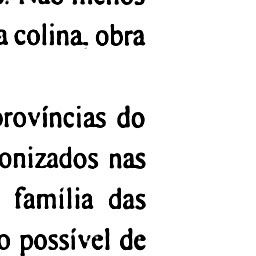 . Não menos
a colina, obra
províncias do
onizados nas
família das
o possível de